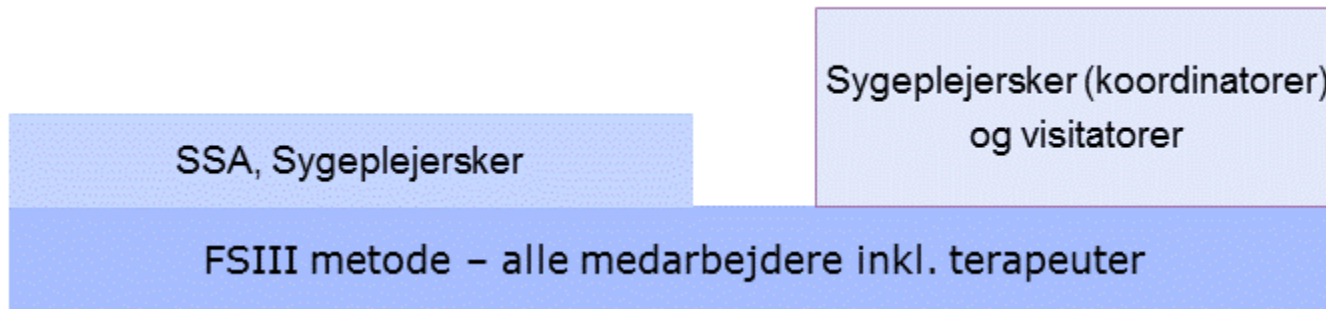 Sygeplejersker (koordinatorer)
og visitatorer
SSA, Sygeplejersker
FSIII metode – alle medarbejdere inkl. terapeuter